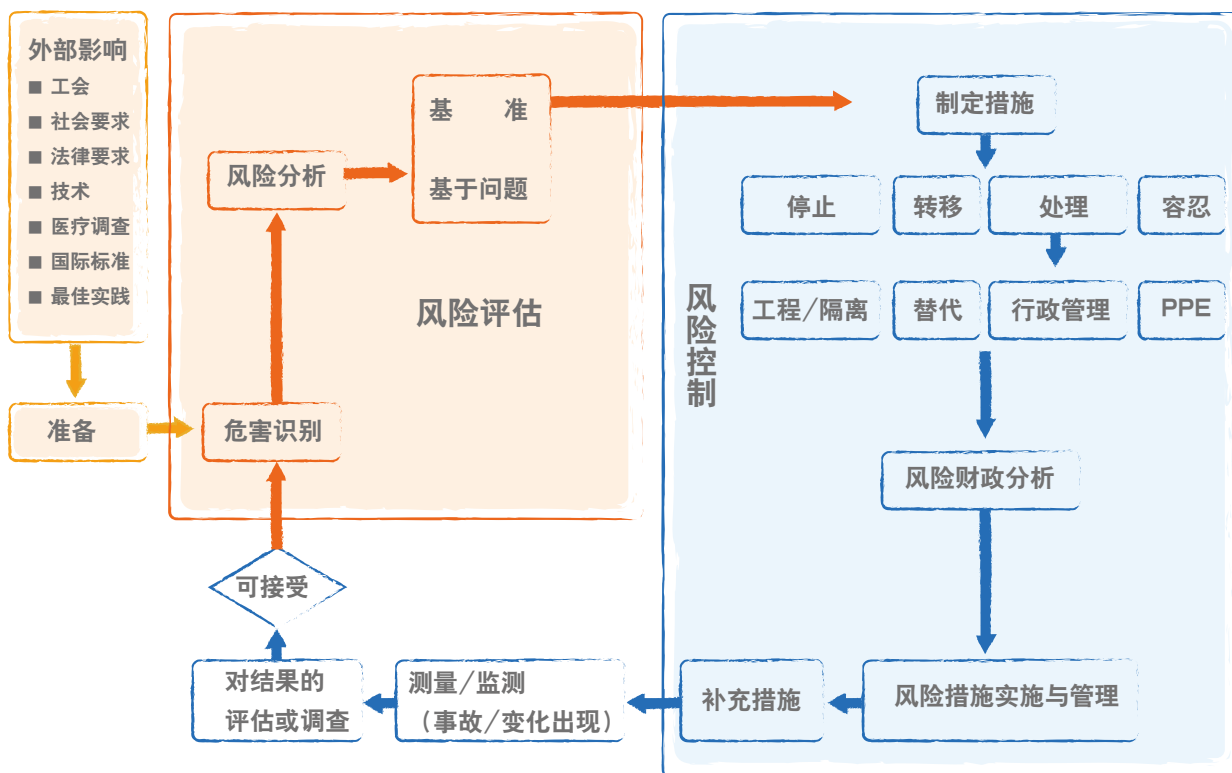 外部影响
■ 工会
■ 社会要求
■ 法律要求
■ 技术
■ 医疗调查
■ 国际标准
■ 最佳实践
准备
基 准
基于问题
风险分析
风险评估
危害识别
可接受
对结果的
评估或调查
测量/监测
（事故/变化出现）
风险控制
制定措施
停止
转移
处理
容忍
工程/隔离
替代
行政管理
PPE
风险财政分析
补充措施
风险措施实施与管理